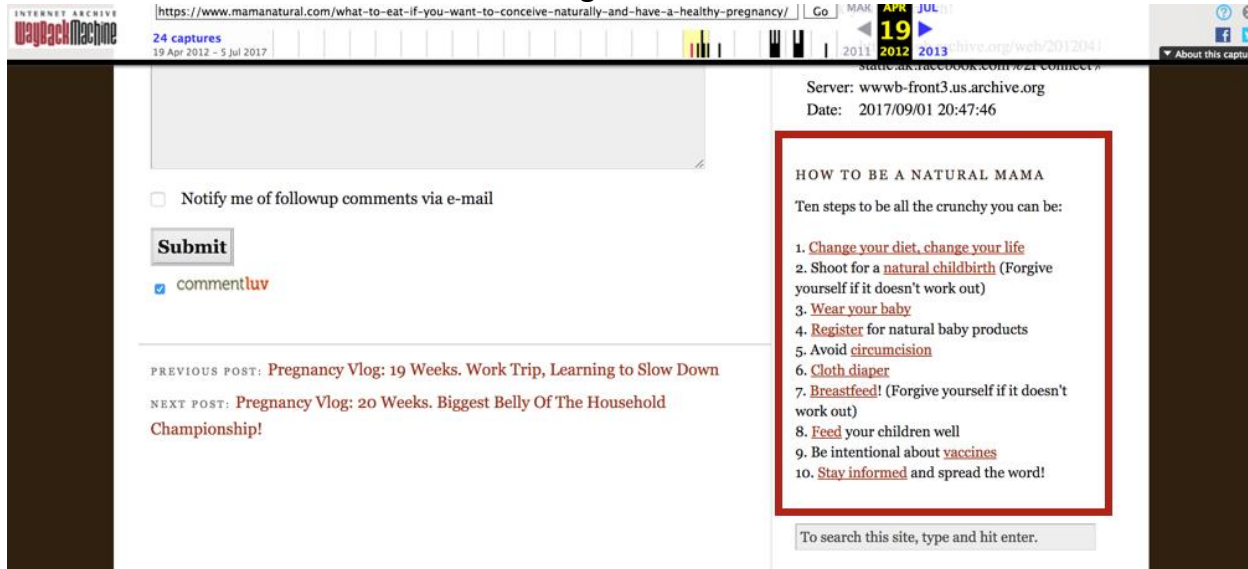 INTERNET ARCHIVE
WayBackMachine
https://www.mamanatural.com/what-to-eat-if-you-want-to-conceive-naturally-and-have-a-healthy-pregnancy/
Go
MAR APR JUL
19
24 captures
19 Apr 2012 – 5 Jul 2017
2011 2012 2013
▼ About this captu
Server: wwwb-front3.us.archive.org
Date: 2017/09/01 20:47:46
Notify me of followup comments via e-mail
Submit
commentluv
PREVIOUS POST: Pregnancy Vlog: 19 Weeks. Work Trip, Learning to Slow Down
NEXT POST: Pregnancy Vlog: 20 Weeks. Biggest Belly Of The Household
Championship!
HOW TO BE A NATURAL MAMA
Ten steps to be all the crunchy you can be:
1. Change your diet, change your life
2. Shoot for a natural childbirth (Forgive
yourself if it doesn't work out)
3. Wear your baby
4. Register for natural baby products
5. Avoid circumcision
6. Cloth diaper
7. Breastfeed! (Forgive yourself if it doesn't
work out)
8. Feed your children well
9. Be intentional about vaccines
10. Stay informed and spread the word!
To search this site, type and hit enter.